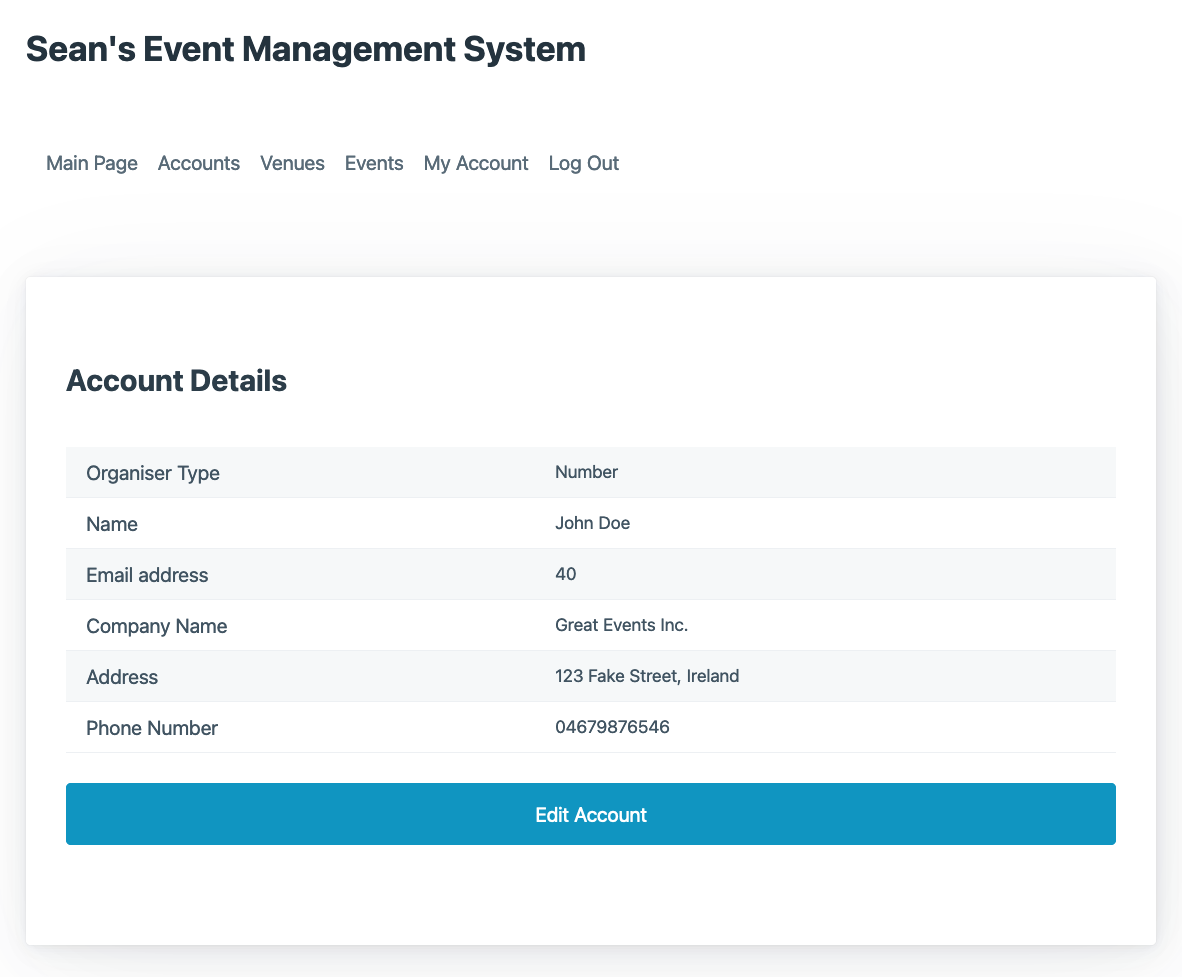 Sean's Event Management System
Main Page Accounts Venues Events My Account Log Out
Account Details
Organiser Type Number
Name John Doe
Email address 40
Company Name Great Events Inc.
Address 123 Fake Street, Ireland
Phone Number 04679876546
Edit Account